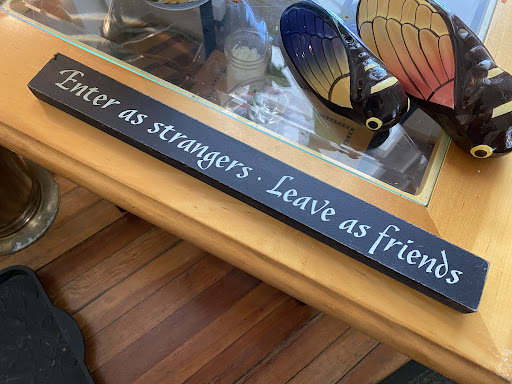 Enter as strangers · Leave as friends